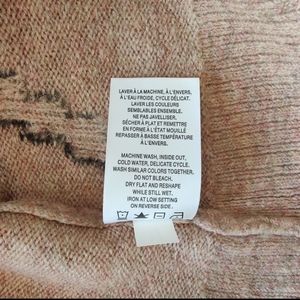 LAVER À LA MACHINE, À L'ENVERS,
À L'EAU FROIDE, CYCLE DÉLICAT.
LAVER LES COULEURS
SEMBLABLES ENSEMBLE.
NE PAS JAVELLISER.
SÉCHER À PLAT ET REMETTRE
EN FORME À L'ÉTAT MOUILLÉ
REPASSER À BASSE TEMPÉRATURE
À L'ENVERS.
MACHINE WASH, INSIDE OUT,
COLD WATER, DELICATE CYCLE.
WASH SIMILAR COLORS TOGETHER.
DO NOT BLEACH.
DRY FLAT AND RESHAPE
WHILE STILL WET.
IRON AT LOW SETTING
ON REVERSE SIDE.